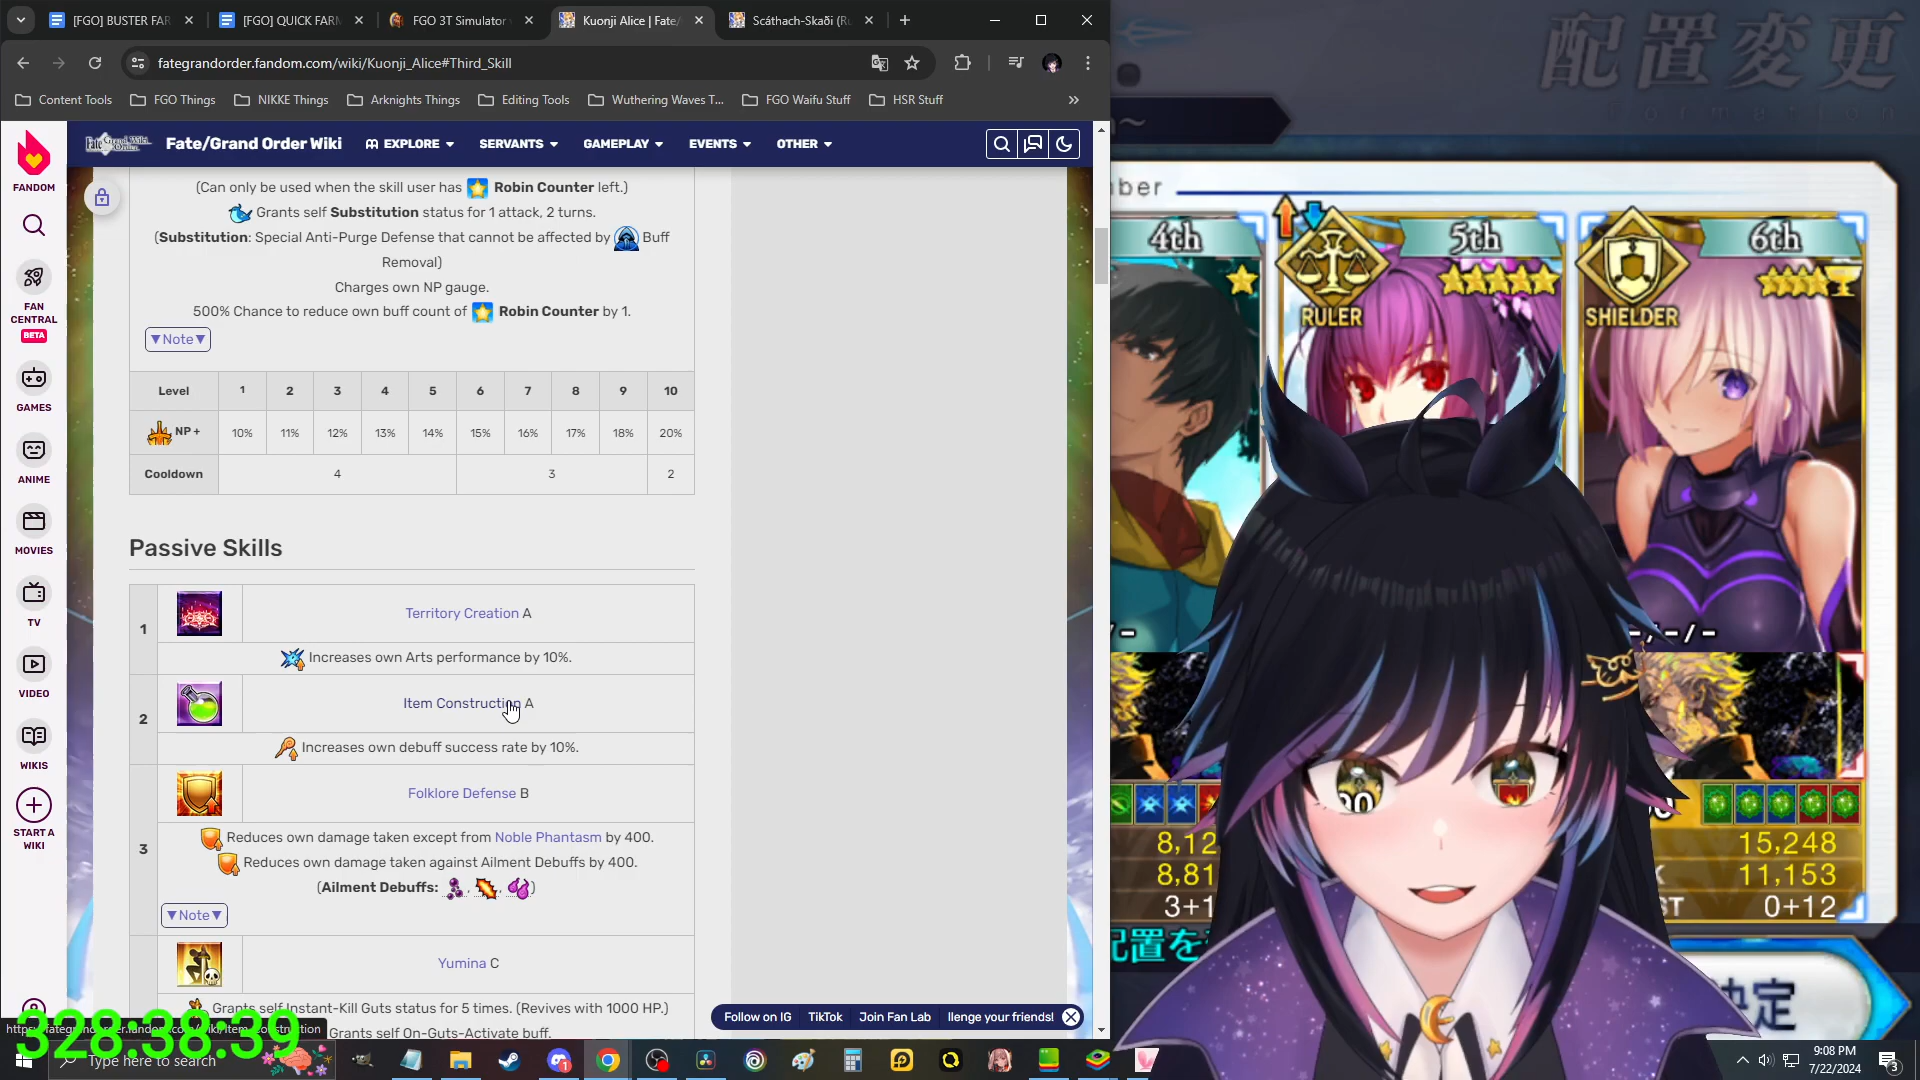 [FGO] BUSTER FAR
[FGO] QUICK FARM
FGO 3T Simulator
Kuonji Alice | Fate/
Scáthach-Skaði (Ru
fategrandorder.fandom.com/wiki/Kuonji_Alice#Third_Skill
Content Tools
FGO Things
NIKKE Things
Arknights Things
Editing Tools
Wuthering Waves T...
FGO Waifu Stuff
HSR Stuff
»
FANDOM
FAN CENTRAL
BETA
GAMES
ANIME
MOVIES
TV
VIDEO
WIKIS
START A WIKI
Fate/Grand Order Wiki
EXPLORE
SERVANTS
GAMEPLAY
EVENTS
OTHER
(Can only be used when the skill user has Robin Counter left.)
Grants self Substitution status for 1 attack, 2 turns.
(Substitution: Special Anti-Purge Defense that cannot be affected by Buff
Removal)
Charges own NP gauge.
500% Chance to reduce own buff count of Robin Counter by 1.
▼Note▼
Level 1 2 3 4 5 6 7 8 9 10
NP + 10% 11% 12% 13% 14% 15% 16% 17% 18% 20%
Cooldown 4 3 2
Passive Skills
1
Territory Creation A
Increases own Arts performance by 10%.
2
Item Construction A
Increases own debuff success rate by 10%.
3
Folklore Defense B
Reduces own damage taken except from Noble Phantasm by 400.
Reduces own damage taken against Ailment Debuffs by 400.
(Ailment Debuffs: , , )
▼Note▼
Yumina C
Grants self Instant-Kill Guts status for 5 times. (Revives with 1000 HP.)
Grants self On-Guts-Activate buff.
Follow on IG
TikTok
Join Fan Lab
llenge your friends!
328:38:39
Type here to search
9:08 PM
7/22/2024
3
配置変更
ber
4th
5th
6th
RULER
SHIELDER
-/-/-
8,12
8,81
3+1
15,248
11,153
0+12
配置を
決定